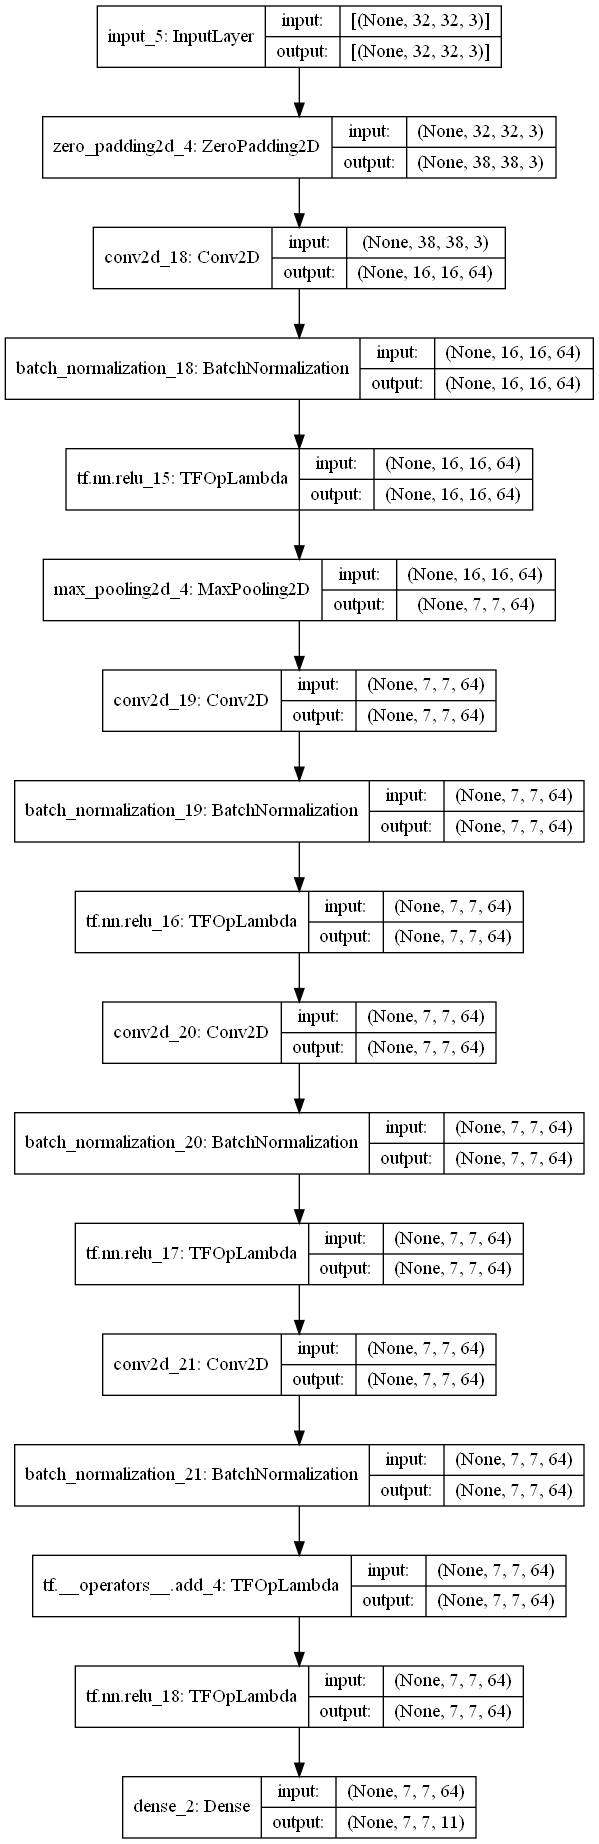 input_5: InputLayer
input: [(None, 32, 32, 3)]
output: [(None, 32, 32, 3)]
zero_padding2d_4: ZeroPadding2D
input: (None, 32, 32, 3)
output: (None, 38, 38, 3)
conv2d_18: Conv2D
input: (None, 38, 38, 3)
output: (None, 16, 16, 64)
batch_normalization_18: BatchNormalization
input: (None, 16, 16, 64)
output: (None, 16, 16, 64)
tf.nn.relu_15: TFOpLambda
input: (None, 16, 16, 64)
output: (None, 16, 16, 64)
max_pooling2d_4: MaxPooling2D
input: (None, 16, 16, 64)
output: (None, 7, 7, 64)
conv2d_19: Conv2D
input: (None, 7, 7, 64)
output: (None, 7, 7, 64)
batch_normalization_19: BatchNormalization
input: (None, 7, 7, 64)
output: (None, 7, 7, 64)
tf.nn.relu_16: TFOpLambda
input: (None, 7, 7, 64)
output: (None, 7, 7, 64)
conv2d_20: Conv2D
input: (None, 7, 7, 64)
output: (None, 7, 7, 64)
batch_normalization_20: BatchNormalization
input: (None, 7, 7, 64)
output: (None, 7, 7, 64)
tf.nn.relu_17: TFOpLambda
input: (None, 7, 7, 64)
output: (None, 7, 7, 64)
conv2d_21: Conv2D
input: (None, 7, 7, 64)
output: (None, 7, 7, 64)
batch_normalization_21: BatchNormalization
input: (None, 7, 7, 64)
output: (None, 7, 7, 64)
tf.__operators__.add_4: TFOpLambda
input: (None, 7, 7, 64)
output: (None, 7, 7, 64)
tf.nn.relu_18: TFOpLambda
input: (None, 7, 7, 64)
output: (None, 7, 7, 64)
dense_2: Dense
input: (None, 7, 7, 64)
output: (None, 7, 7, 11)